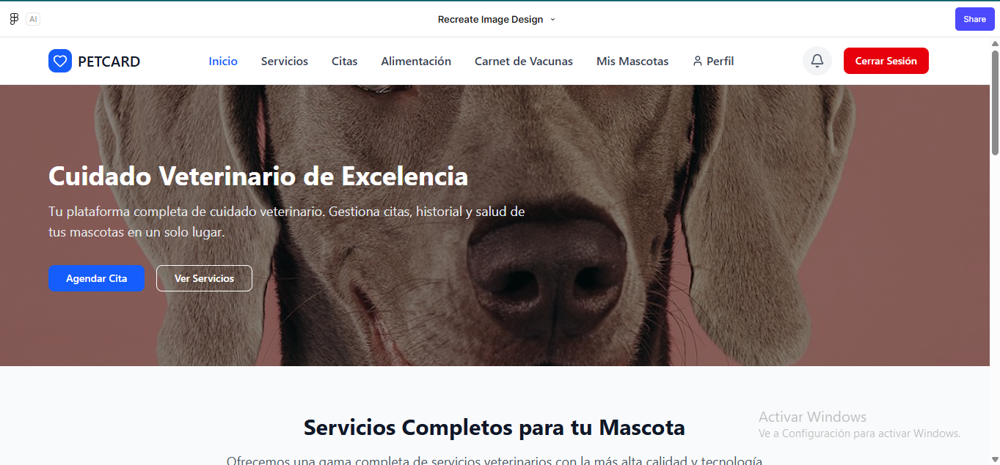 AI
Recreate Image Design
Share
PETCARD
Inicio
Servicios
Citas
Alimentación
Carnet de Vacunas
Mis Mascotas
Perfil
Cerrar Sesión
Cuidado Veterinario de Excelencia
Tu plataforma completa de cuidado veterinario. Gestiona citas, historial y salud de
tus mascotas en un solo lugar.
Agendar Cita
Ver Servicios
Servicios Completos para tu Mascota
Activar Windows
Ve a Configuración para activar Windows.
Ofrecemos una gama completa de servicios veterinarios con la más alta calidad y tecnología